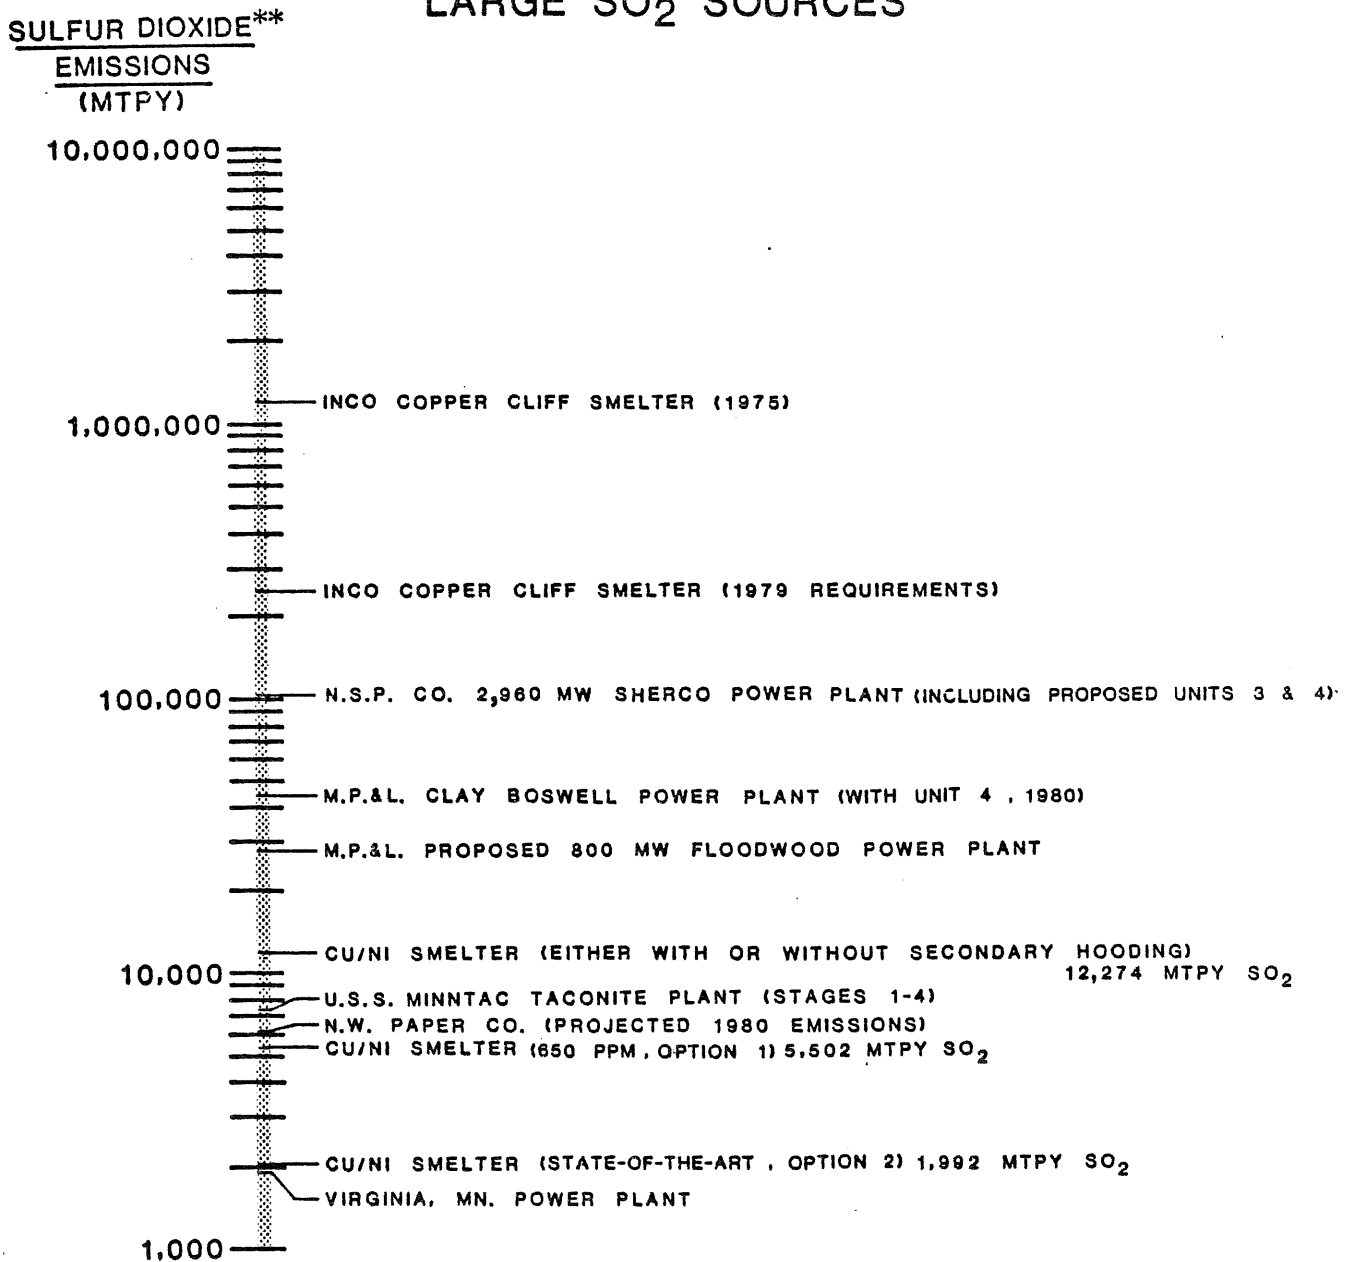 LARGE SO2 SOURCES
SULFUR DIOXIDE**
EMISSIONS
(MTPY)
10,000,000
INCO COPPER CLIFF SMELTER (1975)
1,000,000
INCO COPPER CLIFF SMELTER (1979 REQUIREMENTS)
N.S.P. CO. 2,960 MW SHERCO POWER PLANT (INCLUDING PROPOSED UNITS 3 & 4)
100,000
M.P.&L. CLAY BOSWELL POWER PLANT (WITH UNIT 4, 1980)
M.P.&L. PROPOSED 800 MW FLOODWOOD POWER PLANT
CU/NI SMELTER (EITHER WITH OR WITHOUT SECONDARY HOODING)
12,274 MTPY SO2
10,000
U.S.S. MINNTAC TACONITE PLANT (STAGES 1-4)
N.W. PAPER CO. (PROJECTED 1980 EMISSIONS)
CU/NI SMELTER (650 PPM, OPTION 1) 5,502 MTPY SO2
CU/NI SMELTER (STATE-OF-THE-ART, OPTION 2) 1,992 MTPY SO2
VIRGINIA, MN. POWER PLANT
1,000